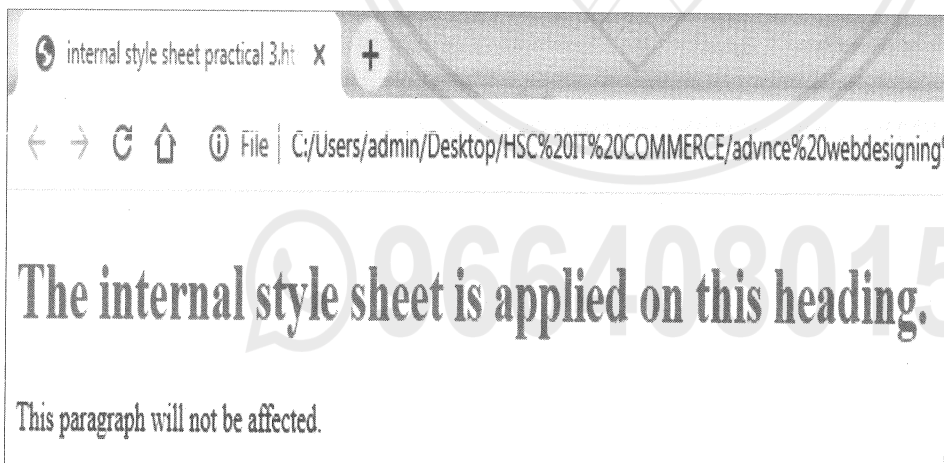 internal style sheet practical 3.ht x +
File | C:/Users/admin/Desktop/HSC%20IT%20COMMERCE/advnce%20webdesigning%
966408015
The internal style sheet is applied on this heading.
This paragraph will not be affected.